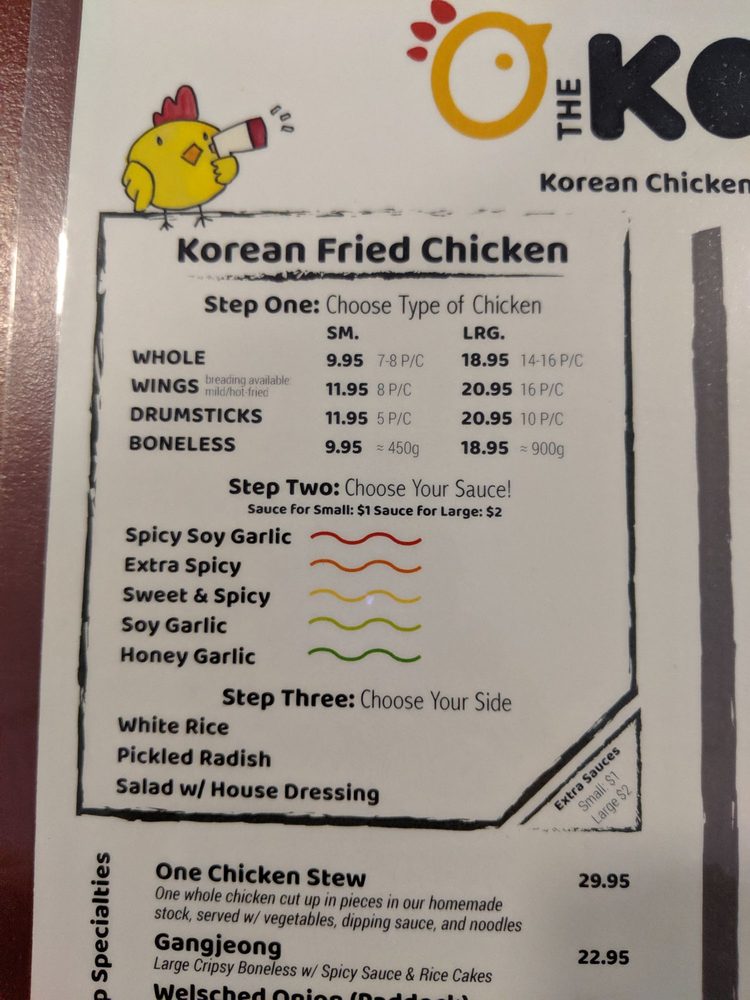 THE KO
Korean Chicken
Korean Fried Chicken
Step One: Choose Type of Chicken
SM. LRG.
WHOLE 9.95 7-8 P/C 18.95 14-16 P/C
WINGS breading available: mild/hot-fried 11.95 8 P/C 20.95 16 P/C
DRUMSTICKS 11.95 5 P/C 20.95 10 P/C
BONELESS 9.95 ≈ 450g 18.95 ≈ 900g
Step Two: Choose Your Sauce!
Sauce for Small: $1 Sauce for Large: $2
Spicy Soy Garlic
Extra Spicy
Sweet & Spicy
Soy Garlic
Honey Garlic
Step Three: Choose Your Side
White Rice
Pickled Radish
Salad w/ House Dressing
Extra Sauces
Small: $1
Large $2
p Specialties
One Chicken Stew 29.95
One whole chicken cut up in pieces in our homemade
stock, served w/ vegetables, dipping sauce, and noodles
Gangjeong 22.95
Large Cripsy Boneless w/ Spicy Sauce & Rice Cakes
Welsched Onion (Paddock)